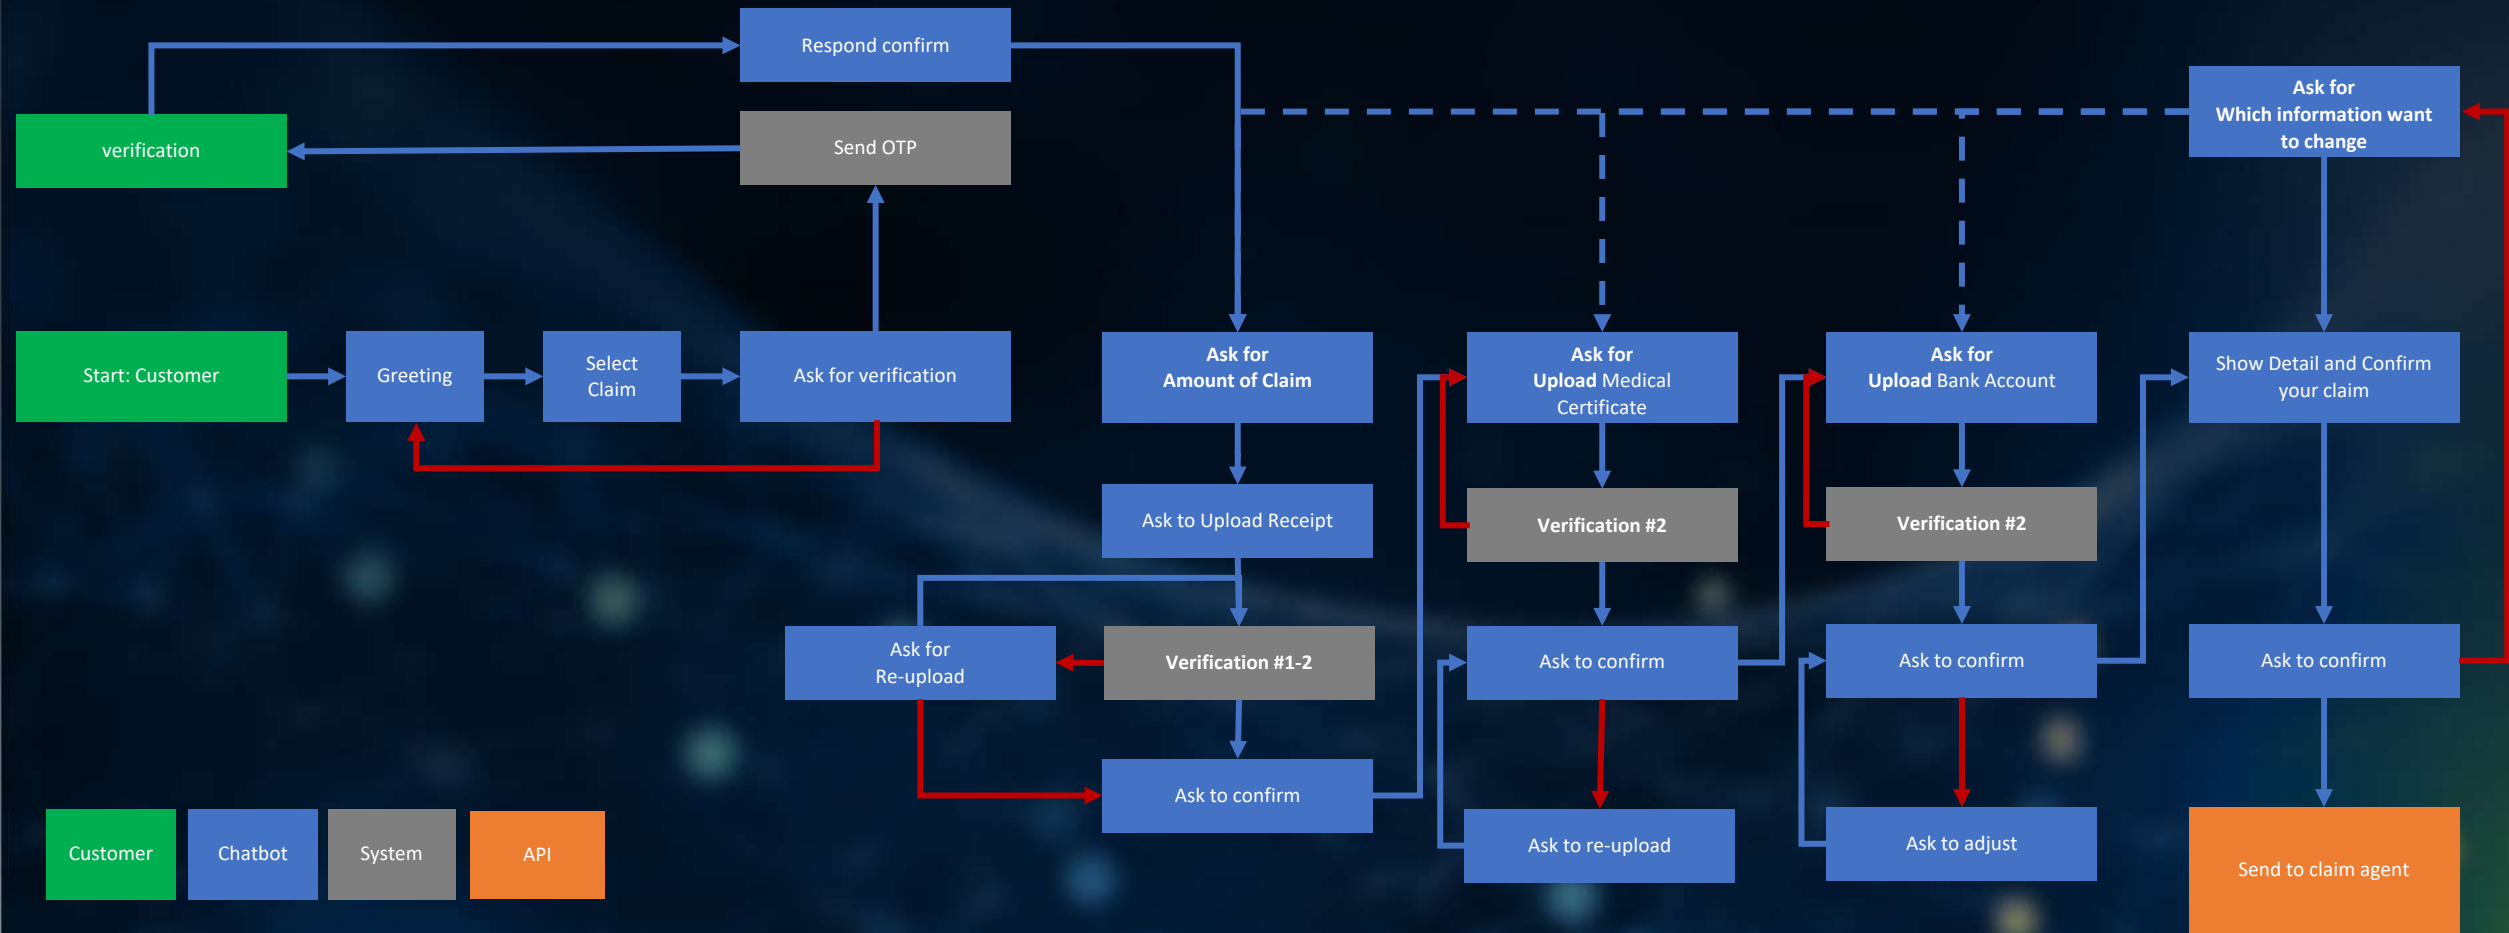 Respond confirm
Ask for
Which information want
to change
verification
Send OTP
Start: Customer
Greeting
Select
Claim
Ask for verification
Ask for
Amount of Claim
Ask for
Upload Medical
Certificate
Ask for
Upload Bank Account
Show Detail and Confirm
your claim
Ask to Upload Receipt
Verification #2
Verification #2
Ask for
Re-upload
Verification #1-2
Ask to confirm
Ask to confirm
Ask to confirm
Ask to confirm
Ask to re-upload
Ask to adjust
Send to claim agent
Customer
Chatbot
System
API